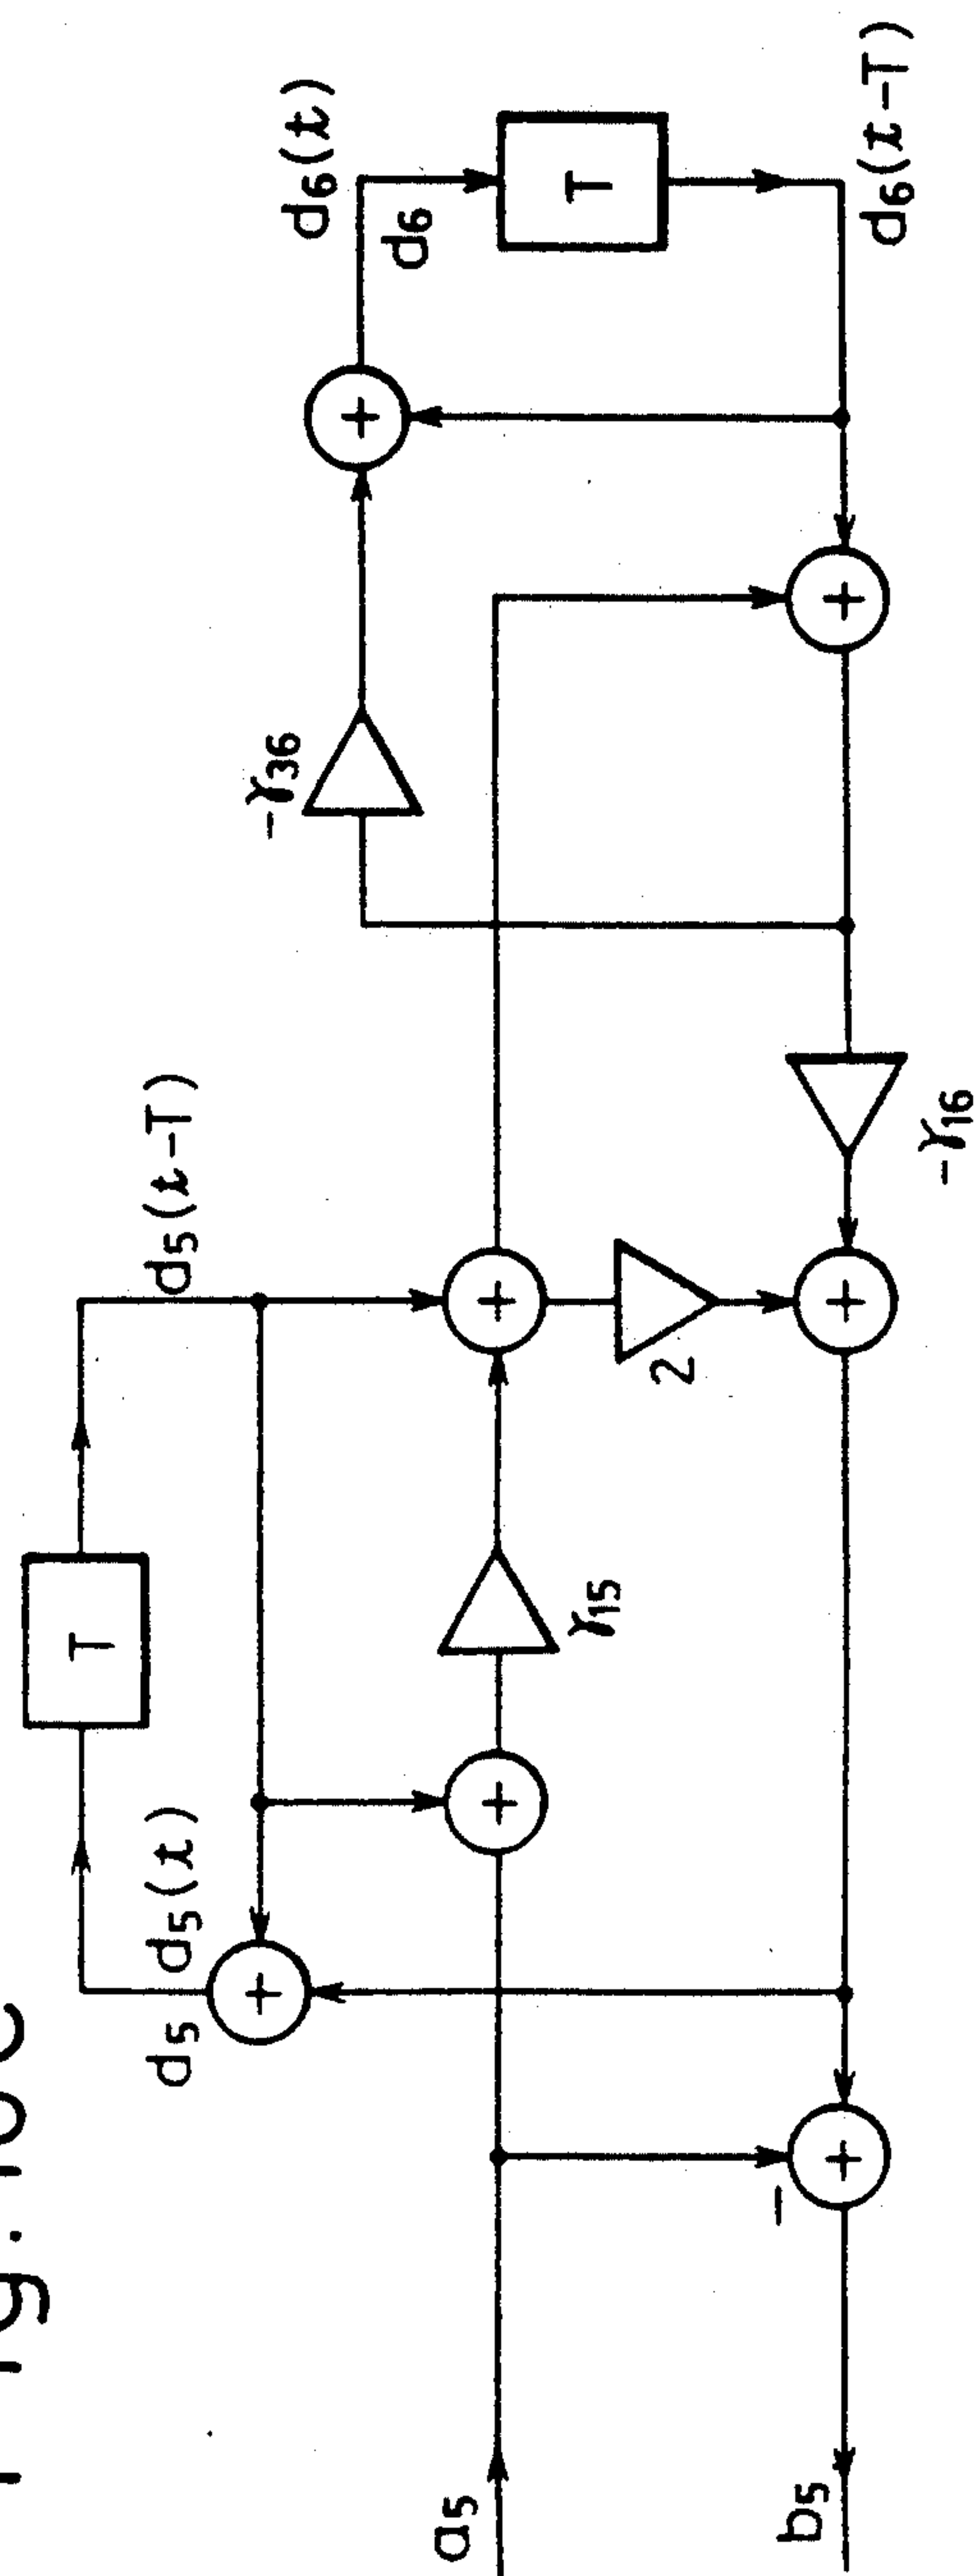 d₅(t-T)
T
d₅(t)
d₅
+
-γ₃₆
+
d₆(t)
d₆
T
d₆(t-T)
a₅
+
γ₁₅
+
2
+
-
+
+
-γ₁₆
b₅